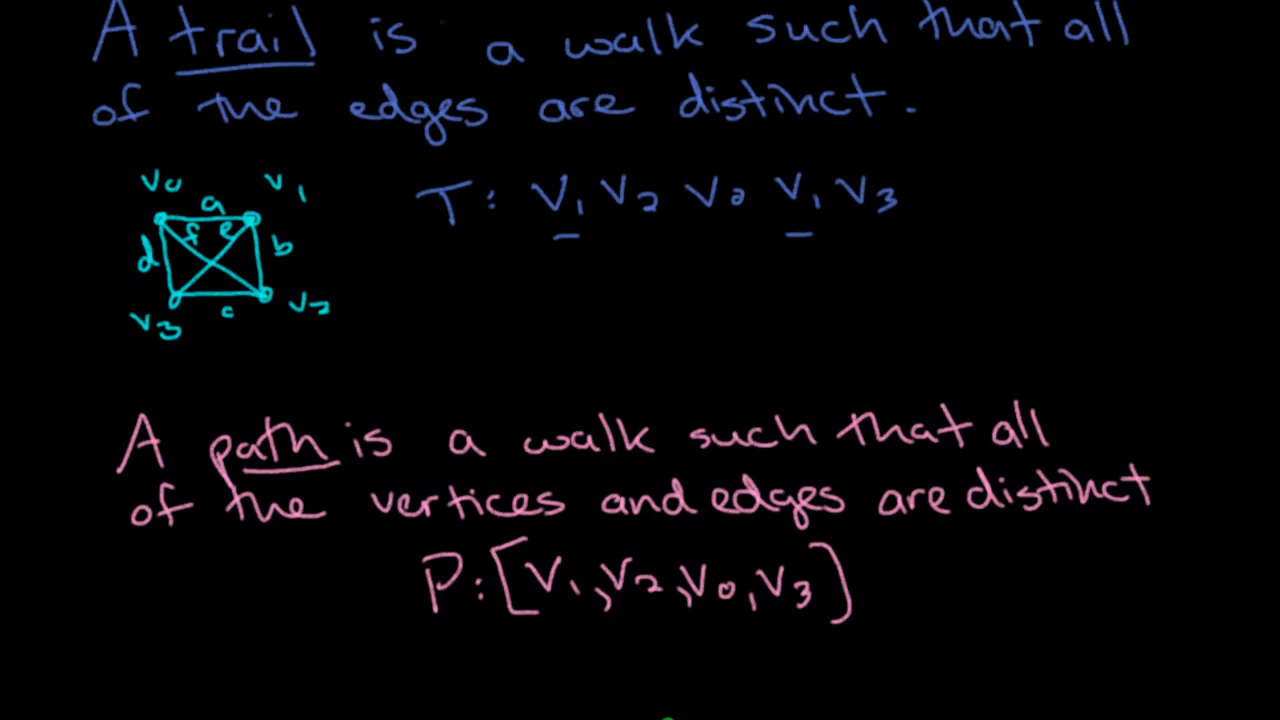 A trail is a walk such that all
of the edges are distinct.
v0 v1
a
f e
d b
c
v3 v2
T: v1 v2 v0 v1 v3
A path is a walk such that all
of the vertices and edges are distinct
P: [v1, v2, v0, v3]